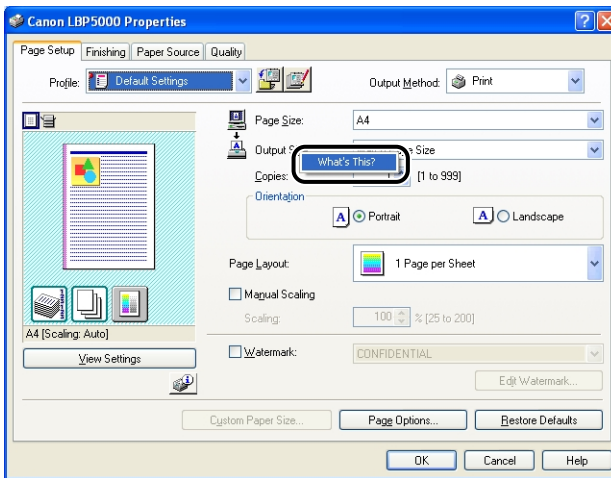 Canon LBP5000 Properties
Page Setup Finishing Paper Source Quality
Profile: Default Settings Output Method: Print
Page Size: A4
Output Size
What's This?
Copies: [1 to 999]
Orientation
A Portrait A Landscape
Page Layout: 1 Page per Sheet
Manual Scaling
Scaling: 100 % [25 to 200]
A4 [Scaling: Auto]
View Settings
Watermark: CONFIDENTIAL
Edit Watermark...
Custom Paper Size... Page Options... Restore Defaults
OK Cancel Help